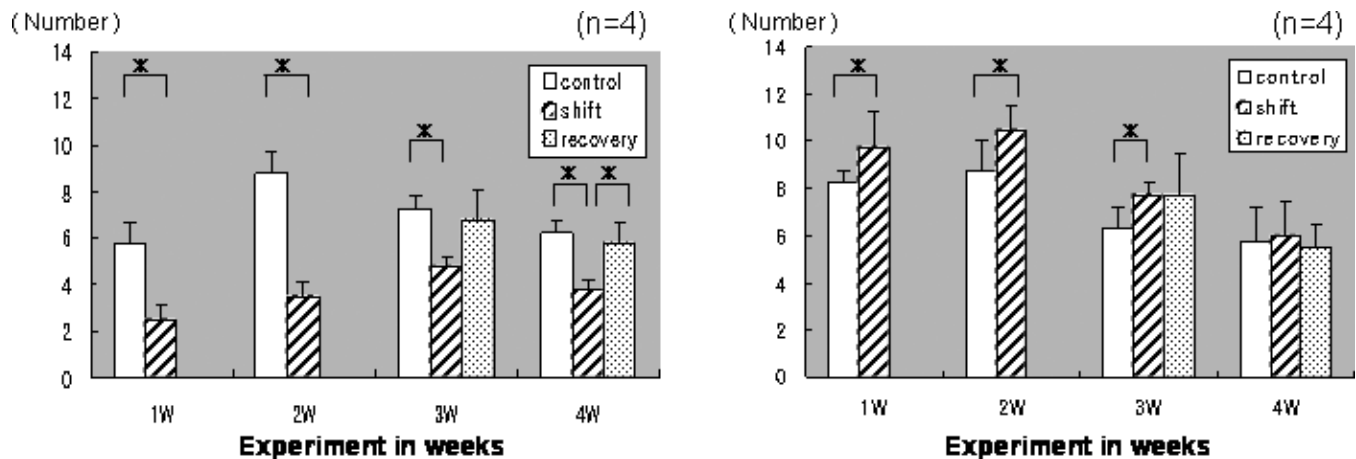 ( Number)
(n=4)
14
12
10
8
6
4
2
0
*
*
*
*
*
control
shift
recovery
1W
2W
3W
4W
Experiment in weeks
( Number)
(n=4)
14
12
10
8
6
4
2
0
*
*
*
control
shift
recovery
1W
2W
3W
4W
Experiment in weeks